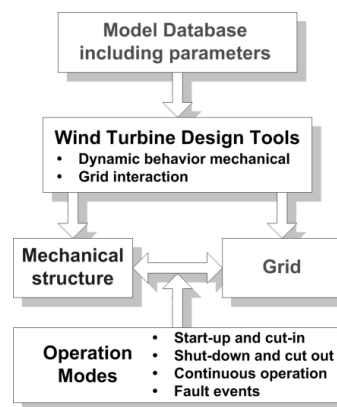 Model Database
including parameters
Wind Turbine Design Tools
• Dynamic behavior mechanical
• Grid interaction
Mechanical
structure
Grid
Operation
Modes
• Start-up and cut-in
• Shut-down and cut out
• Continuous operation
• Fault events